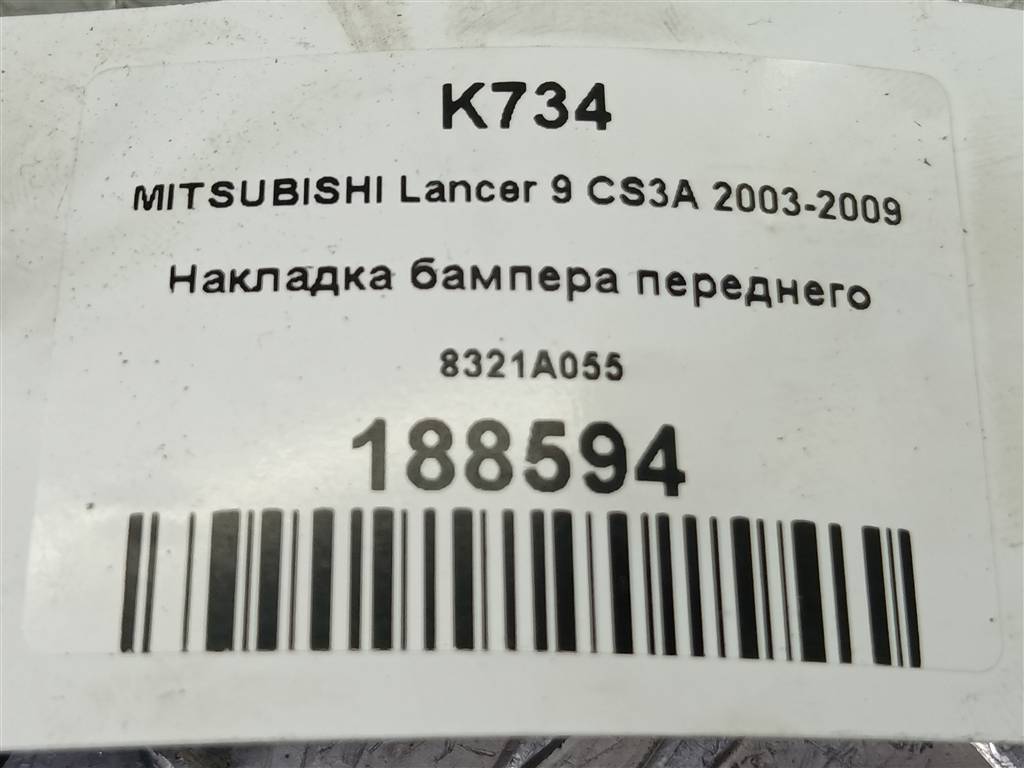 K734
MITSUBISHI Lancer 9 CS3A 2003-2009
Накладка бампера переднего
8321A055
188594